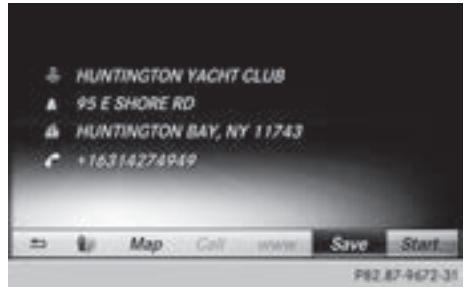 HUNTINGTON YACHT CLUB
95 E SHORE RD
HUNTINGTON BAY, NY 11743
+16314274949
Map Call www Save Start
P82.87-9672-31